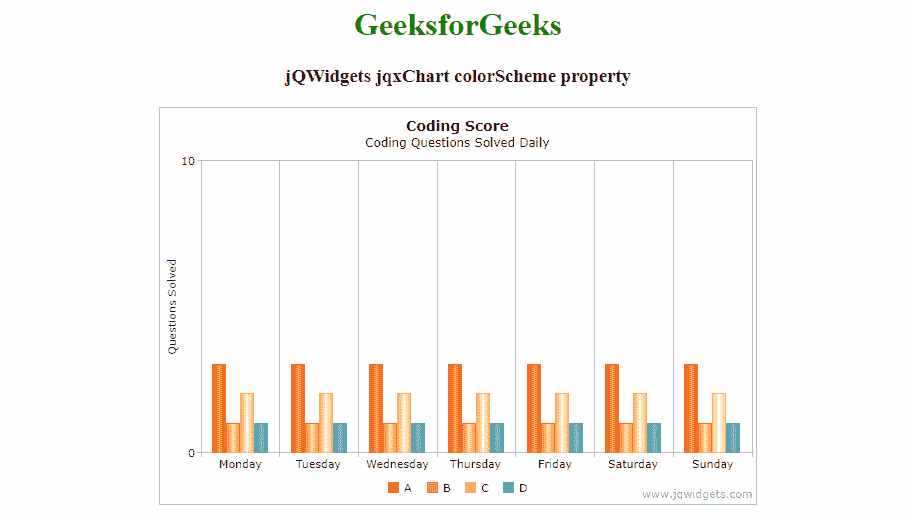 GeeksforGeeks
jQWidgets jqxChart colorScheme property
Coding Score
Coding Questions Solved Daily
10
Questions Solved
0
Monday Tuesday Wednesday Thursday Friday Saturday Sunday
A B C D
www.jqwidgets.com